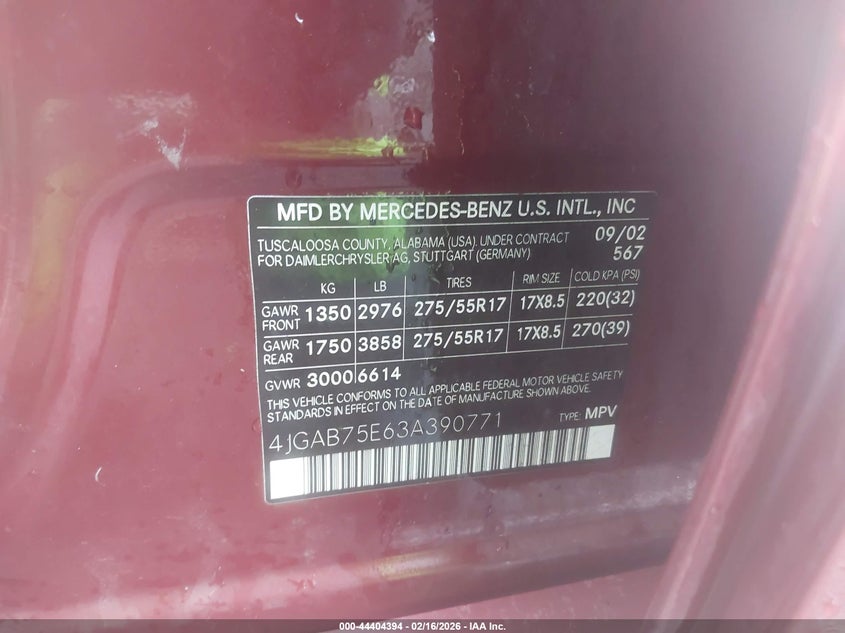 MFD BY MERCEDES-BENZ U.S. INTL., INC
TUSCALOOSA COUNTY, ALABAMA (USA). UNDER CONTRACT 09/02
FOR DAIMLERCHRYSLER AG, STUTTGART (GERMANY) 567
KG LB TIRES RIM SIZE COLD KPA (PSI)
GAWR FRONT 1350 2976 275/55R17 17X8.5 220(32)
GAWR REAR 1750 3858 275/55R17 17X8.5 270(39)
GVWR 3000 6614
THIS VEHICLE CONFORMS TO ALL APPLICABLE FEDERAL MOTOR VEHICLE SAFETY
STANDARDS IN EFFECT ON THE DATE OF MANUFACTURE SHOWN ABOVE.
4JGAB75E63A390771 TYPE: MPV
000-44404394 - 02/16/2026 - IAA Inc.